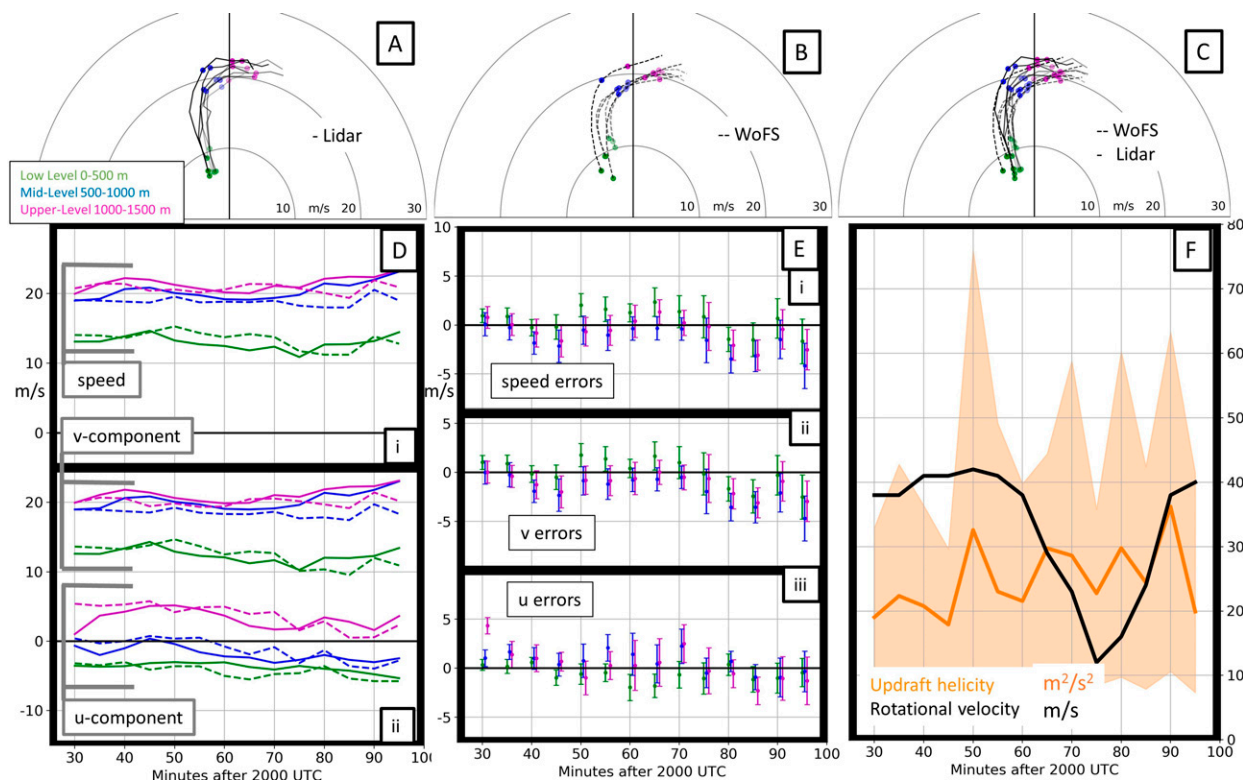 A
B
C
- Lidar
-- WoFS
-- WoFS
- Lidar
Low Level 0-500 m
Mid-Level 500-1000 m
Upper-Level 1000-1500 m
10 m/s 20 30
10 m/s 20 30
10 m/s 20 30
D
20
10
m/s
0
speed
v-component
i
20
10
0
-10
u-component
ii
30 40 50 60 70 80 90 100
Minutes after 2000 UTC
E
10
5
0
-5
i
speed errors
5
0
-5
ii
v errors
5
0
-5
iii
u errors
30 40 50 60 70 80 90 100
Minutes after 2000 UTC
F
80
70
60
50
40
30
20
10
0
Updraft helicity m²/s²
Rotational velocity m/s
30 40 50 60 70 80 90 100
Minutes after 2000 UTC